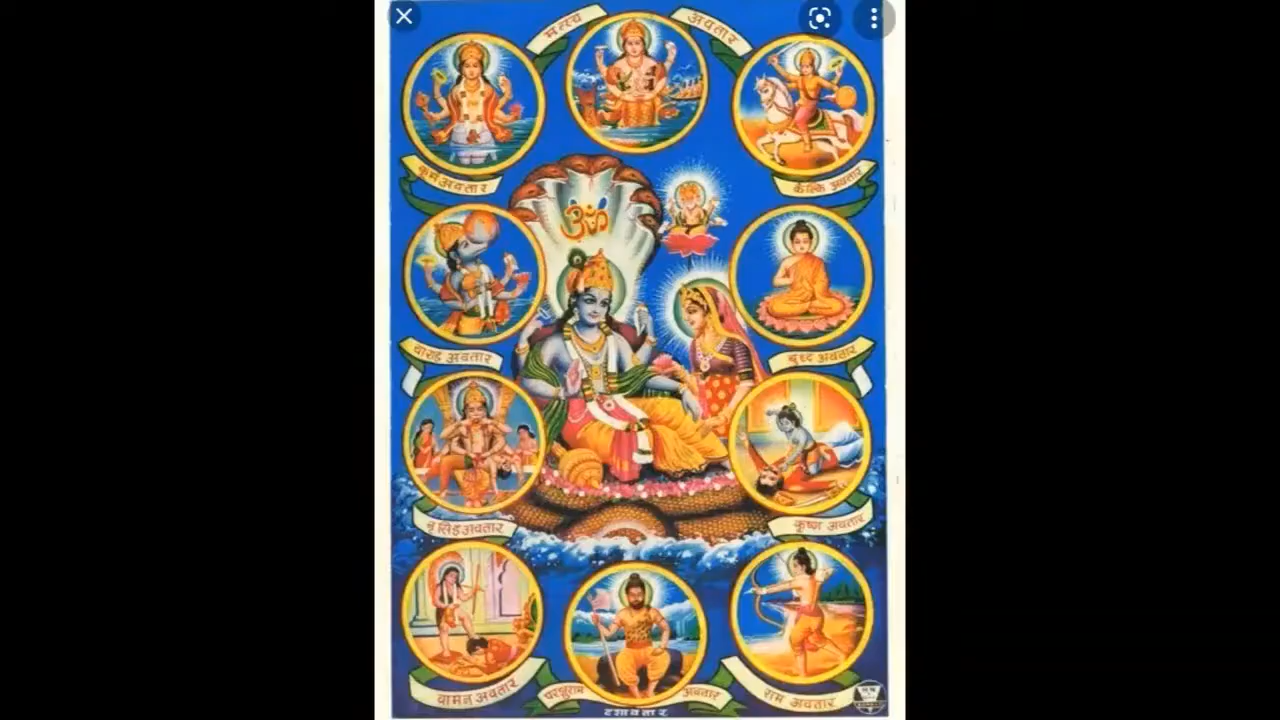 मत्स्य अवतार
कूर्म अवतार
कल्कि अवतार
ॐ
वाराह अवतार
बुध्द अवतार
नृसिंह अवतार
कृष्ण अवतार
वामन अवतार
परशुराम अवतार
राम अवतार
दशावतार